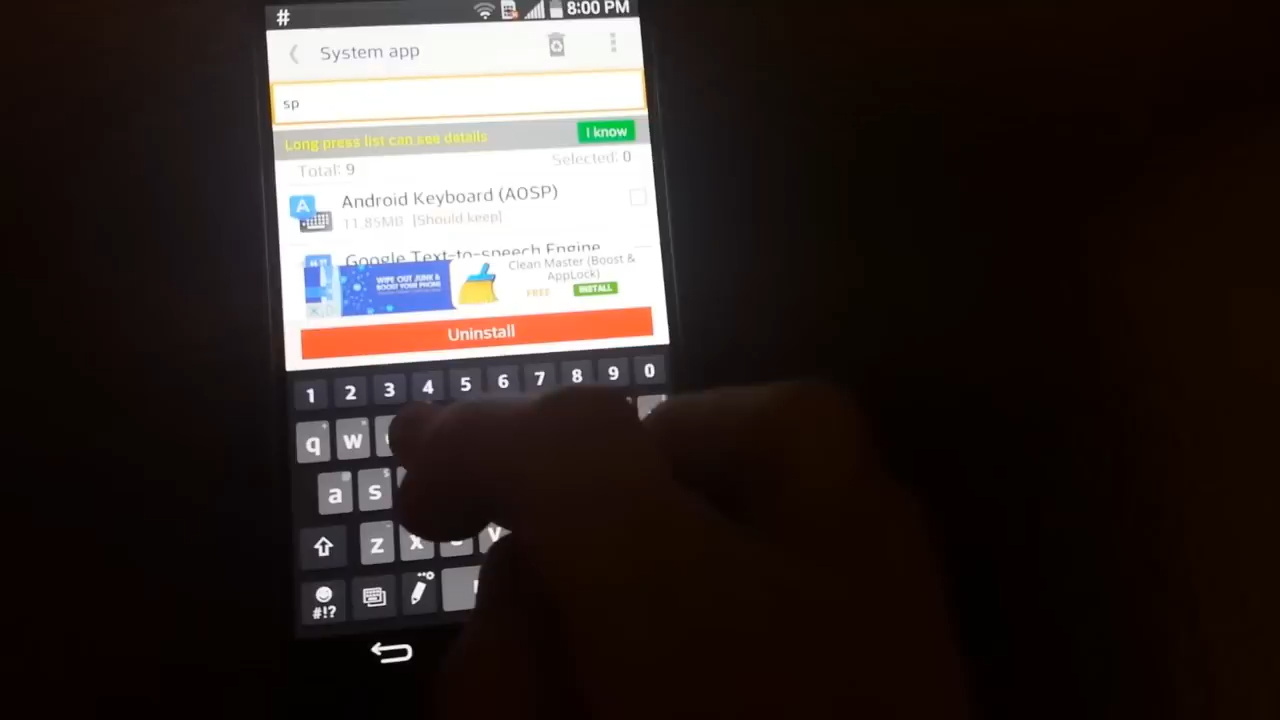 # 8:00 PM
System app
sp
Long press list can see details I know
Total: 9 Selected: 0
Android Keyboard (AOSP)
11.85MB [Should keep]
Google Text-to-speech Engine
Clean Master (Boost &
AppLock)
WIPE OUT JUNK &
BOOST YOUR PHONE
FREE INSTALL
Uninstall
1 2 3 4 5 6 7 8 9 0
q w
a s
z x v
#!?